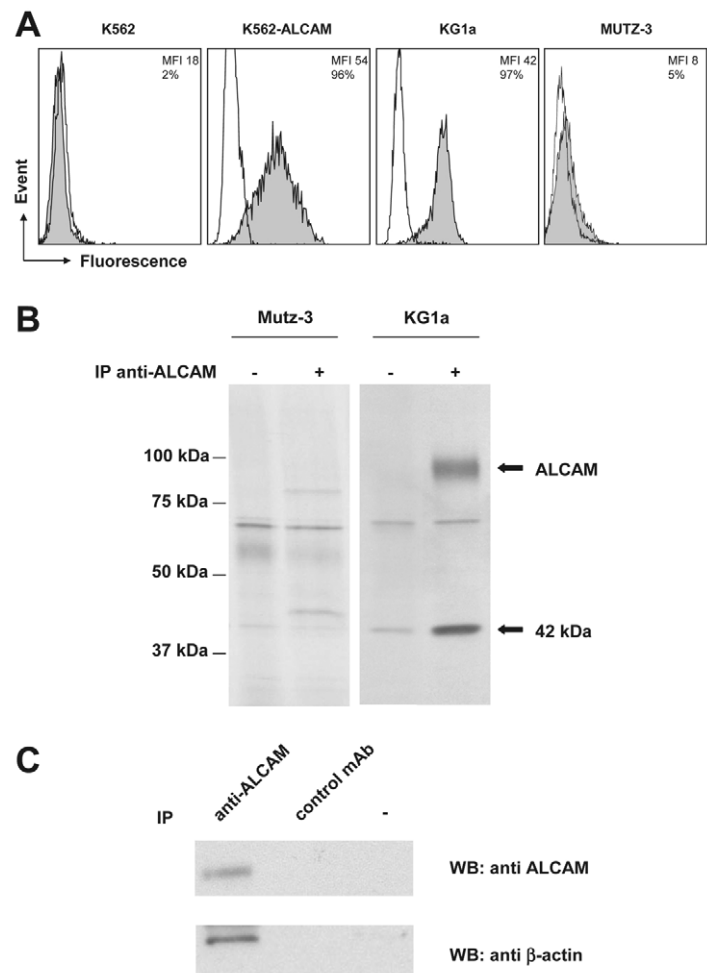 A
K562
K562-ALCAM
KG1a
MUTZ-3
MFI 18
2%
MFI 54
96%
MFI 42
97%
MFI 8
5%
Event
Fluorescence
B
Mutz-3
KG1a
IP anti-ALCAM
- + - +
100 kDa
75 kDa
50 kDa
37 kDa
ALCAM
42 kDa
C
IP
anti-ALCAM
control mAb
-
WB: anti ALCAM
WB: anti β-actin